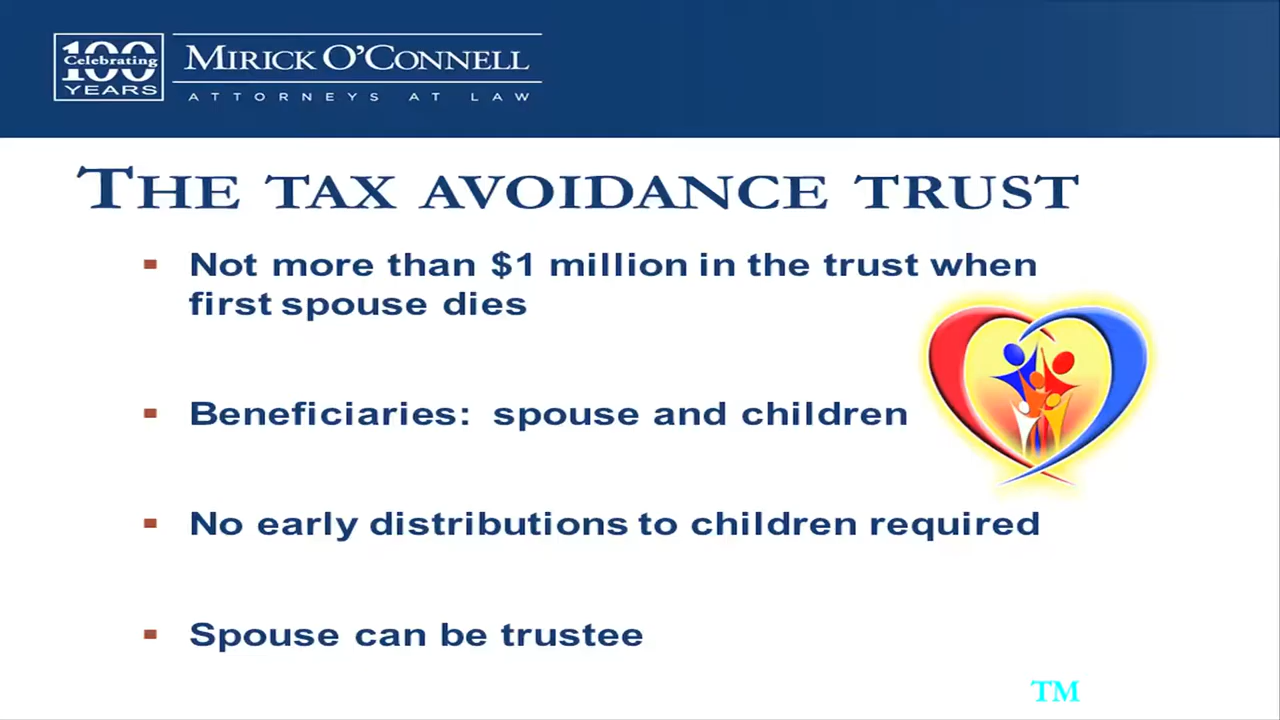 100
Celebrating
YEARS
MIRICK O'CONNELL
ATTORNEYS AT LAW
THE TAX AVOIDANCE TRUST
▪ Not more than $1 million in the trust when
first spouse dies
▪ Beneficiaries: spouse and children
▪ No early distributions to children required
▪ Spouse can be trustee
TM